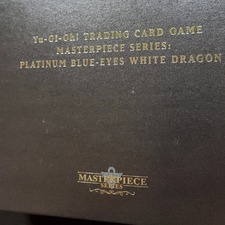 Yu-Gi-Oh! TRADING CARD GAME
MASTERPIECE SERIES:
PLATINUM BLUE-EYES WHITE DRAGON
MASTERPIECE
SERIES